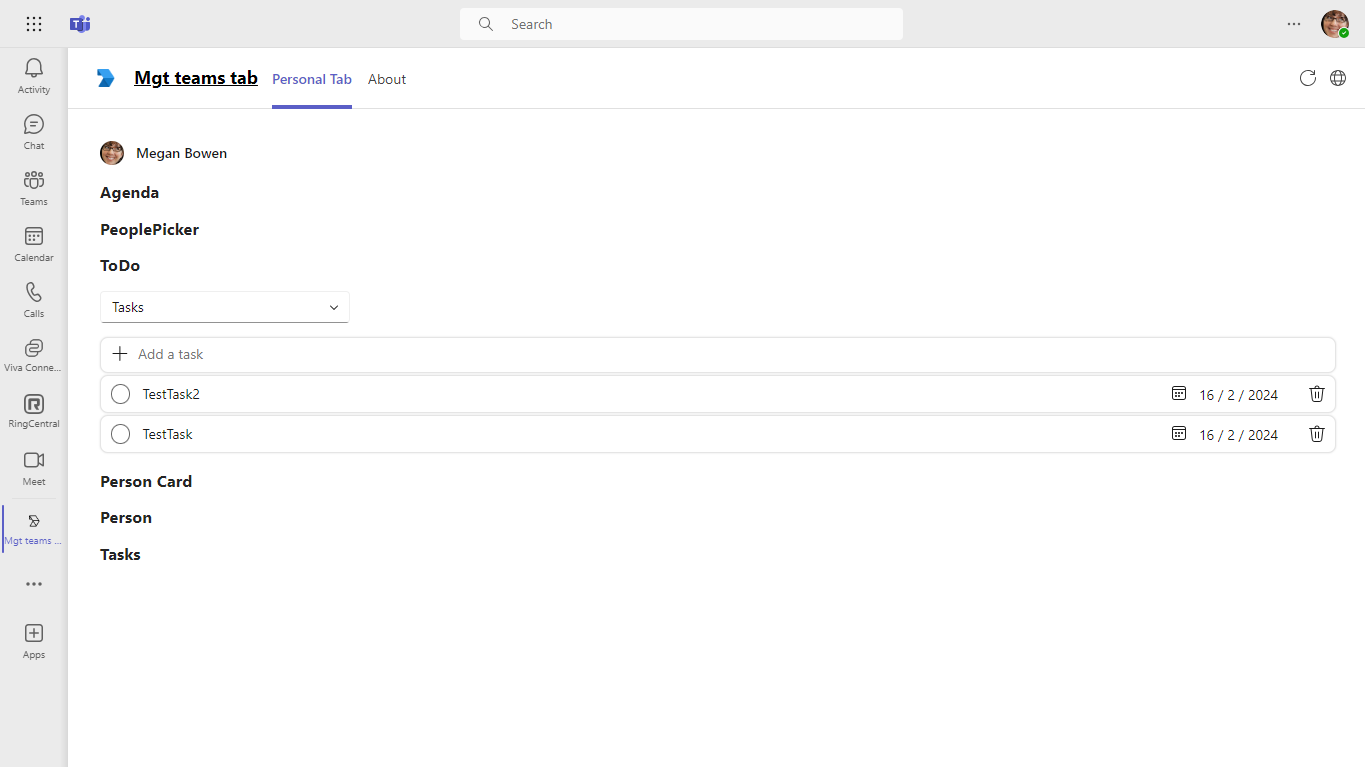 Search
Activity
Chat
Teams
Calendar
Calls
Viva Conne...
RingCentral
Meet
Mgt teams ...
Apps
Mgt teams tab
Personal Tab
About
Megan Bowen
Agenda
PeoplePicker
ToDo
Tasks
Add a task
TestTask2 16 / 2 / 2024
TestTask 16 / 2 / 2024
Person Card
Person
Tasks